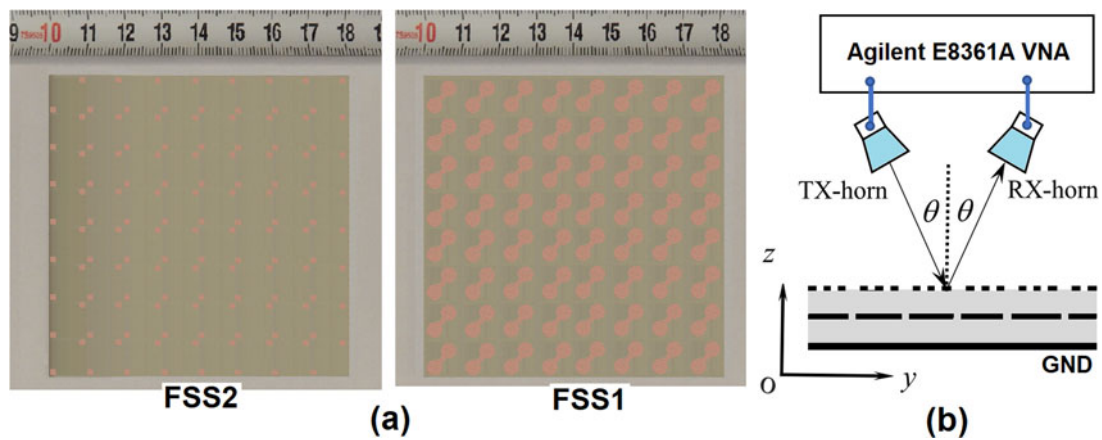 9 TS9505 10 11 12 13 14 15 16 17 18
10 11 12 13 14 15 16 17 18
FSS2
FSS1
(a)
Agilent E8361A VNA
TX-horn
RX-horn
θ θ
z
GND
O
y
(b)